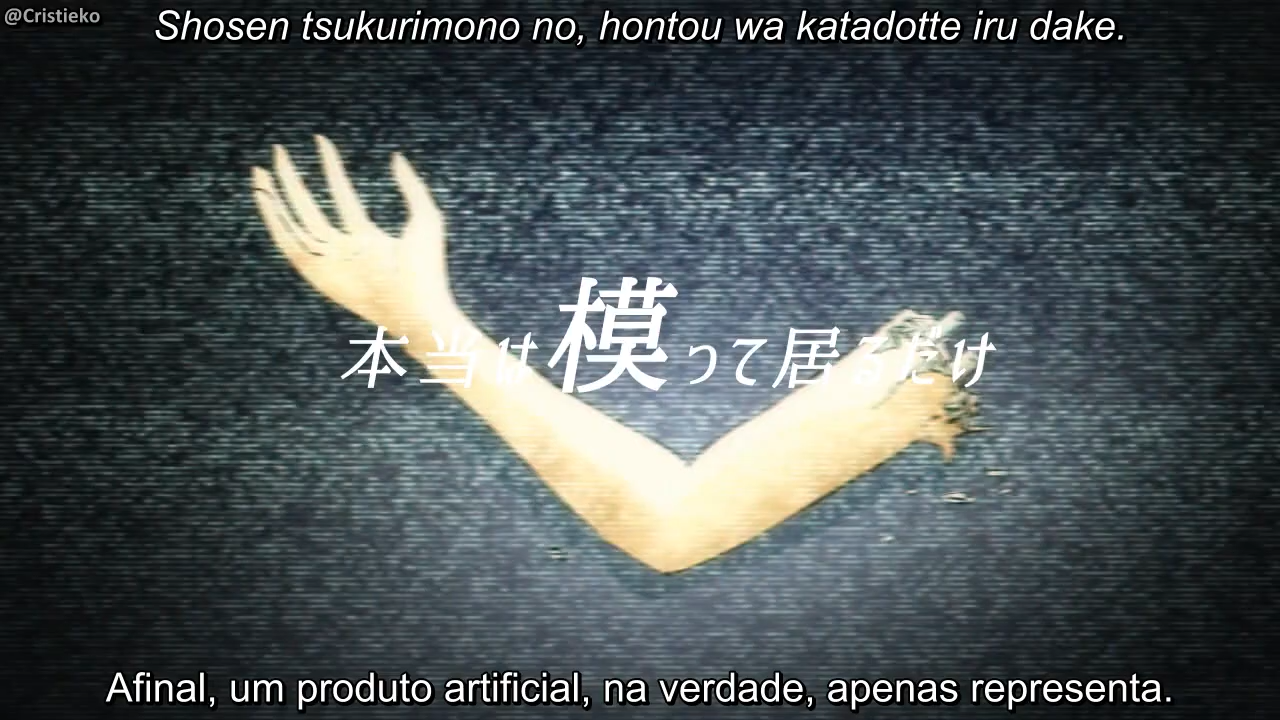 @Cristieko
Shosen tsukurimono no, hontou wa katadotte iru dake.
本当は模って居るだけ
Afinal, um produto artificial, na verdade, apenas representa.